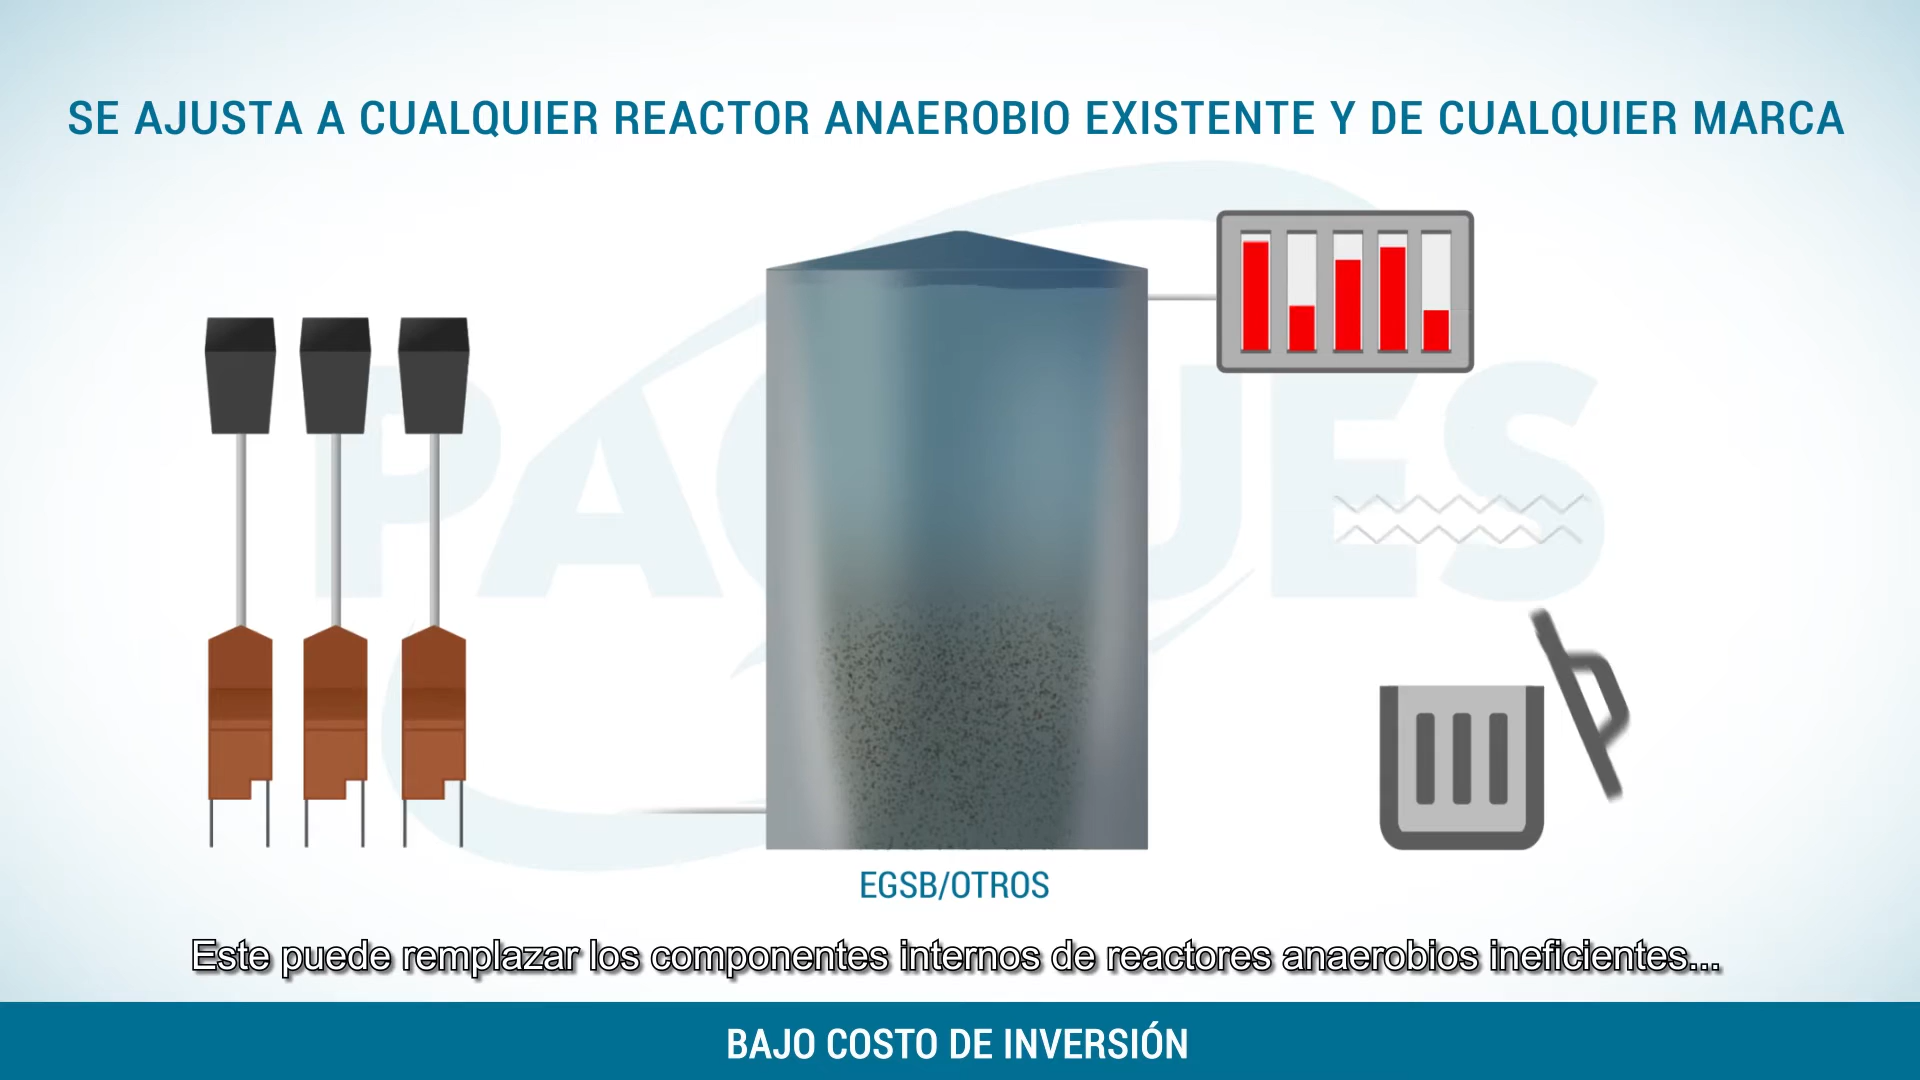 SE AJUSTA A CUALQUIER REACTOR ANAEROBIO EXISTENTE Y DE CUALQUIER MARCA
PAQUES
EGSB/OTROS
Este puede remplazar los componentes internos de reactores anaerobios ineficientes...
BAJO COSTO DE INVERSIÓN